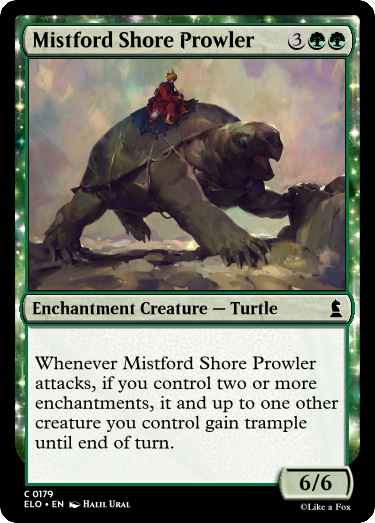 Mistford Shore Prowler 3
Enchantment Creature — Turtle
Whenever Mistford Shore Prowler
attacks, if you control two or more
enchantments, it and up to one other
creature you control gain trample
until end of turn.
6/6
C 0179
ELO • EN Halil Ural
©Like a Fox